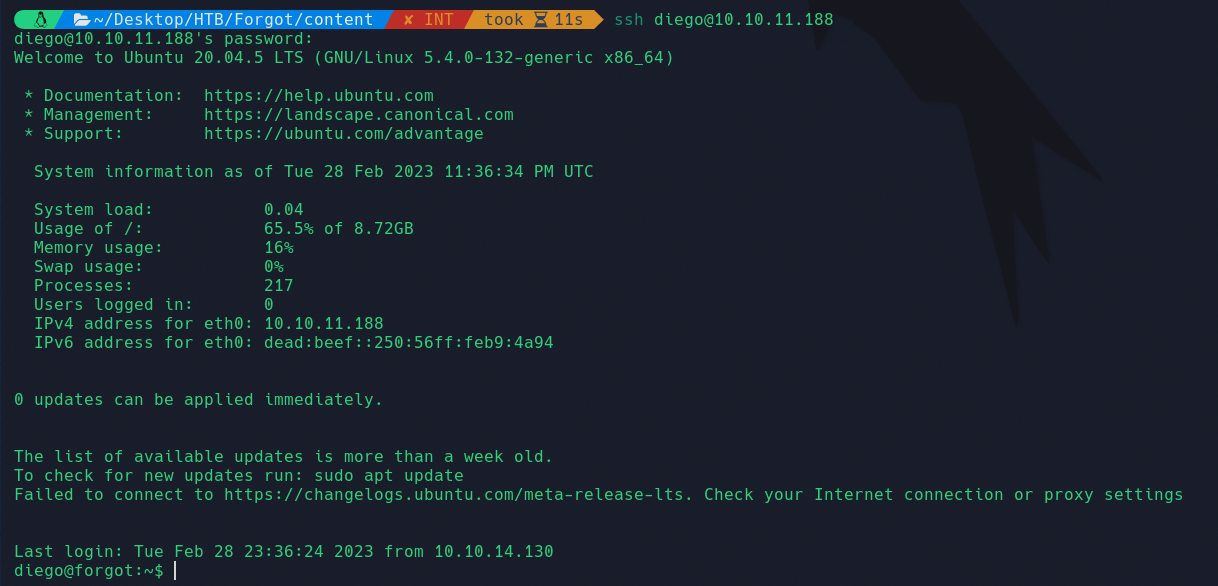 ~/Desktop/HTB/Forgot/content ✘ INT took ⌛ 11s ssh diego@10.10.11.188
diego@10.10.11.188's password:
Welcome to Ubuntu 20.04.5 LTS (GNU/Linux 5.4.0-132-generic x86_64)
* Documentation:  https://help.ubuntu.com
* Management:     https://landscape.canonical.com
* Support:        https://ubuntu.com/advantage
System information as of Tue 28 Feb 2023 11:36:34 PM UTC
System load:           0.04
Usage of /:            65.5% of 8.72GB
Memory usage:          16%
Swap usage:            0%
Processes:             217
Users logged in:       0
IPv4 address for eth0: 10.10.11.188
IPv6 address for eth0: dead:beef::250:56ff:feb9:4a94
0 updates can be applied immediately.
The list of available updates is more than a week old.
To check for new updates run: sudo apt update
Failed to connect to https://changelogs.ubuntu.com/meta-release-lts. Check your Internet connection or proxy settings
Last login: Tue Feb 28 23:36:24 2023 from 10.10.14.130
diego@forgot:~$